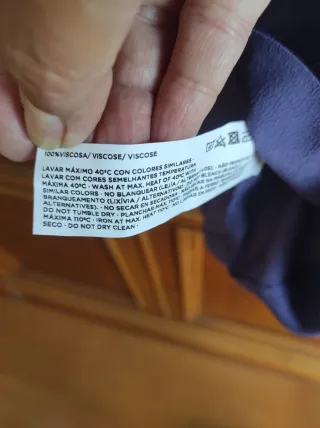 100%VISCOSA/ VISCOSE/ VISCOSE
LAVAR MÁXIMO 40ºC CON COLORES SIMILARES ·
LAVAR COM CORES SEMELHANTES TEMPERATURA
MÁXIMA 40ºC · WASH AT MAX. HEAT OF 40ºC WITH
SIMILAR COLORS · NO BLANQUEAR (LEJÍA /
BRANQUEAMENTO (LIXÍVIA / ALTERNATIVAS)
ALTERNATIVES) · NO SECAR EN SECADORA
DO NOT TUMBLE DRY · PLANCHAR MÁX. 110ºC
MÁXIMA 110ºC · IRON AT MAX.
SECO · DO NOT DRY CLEAN